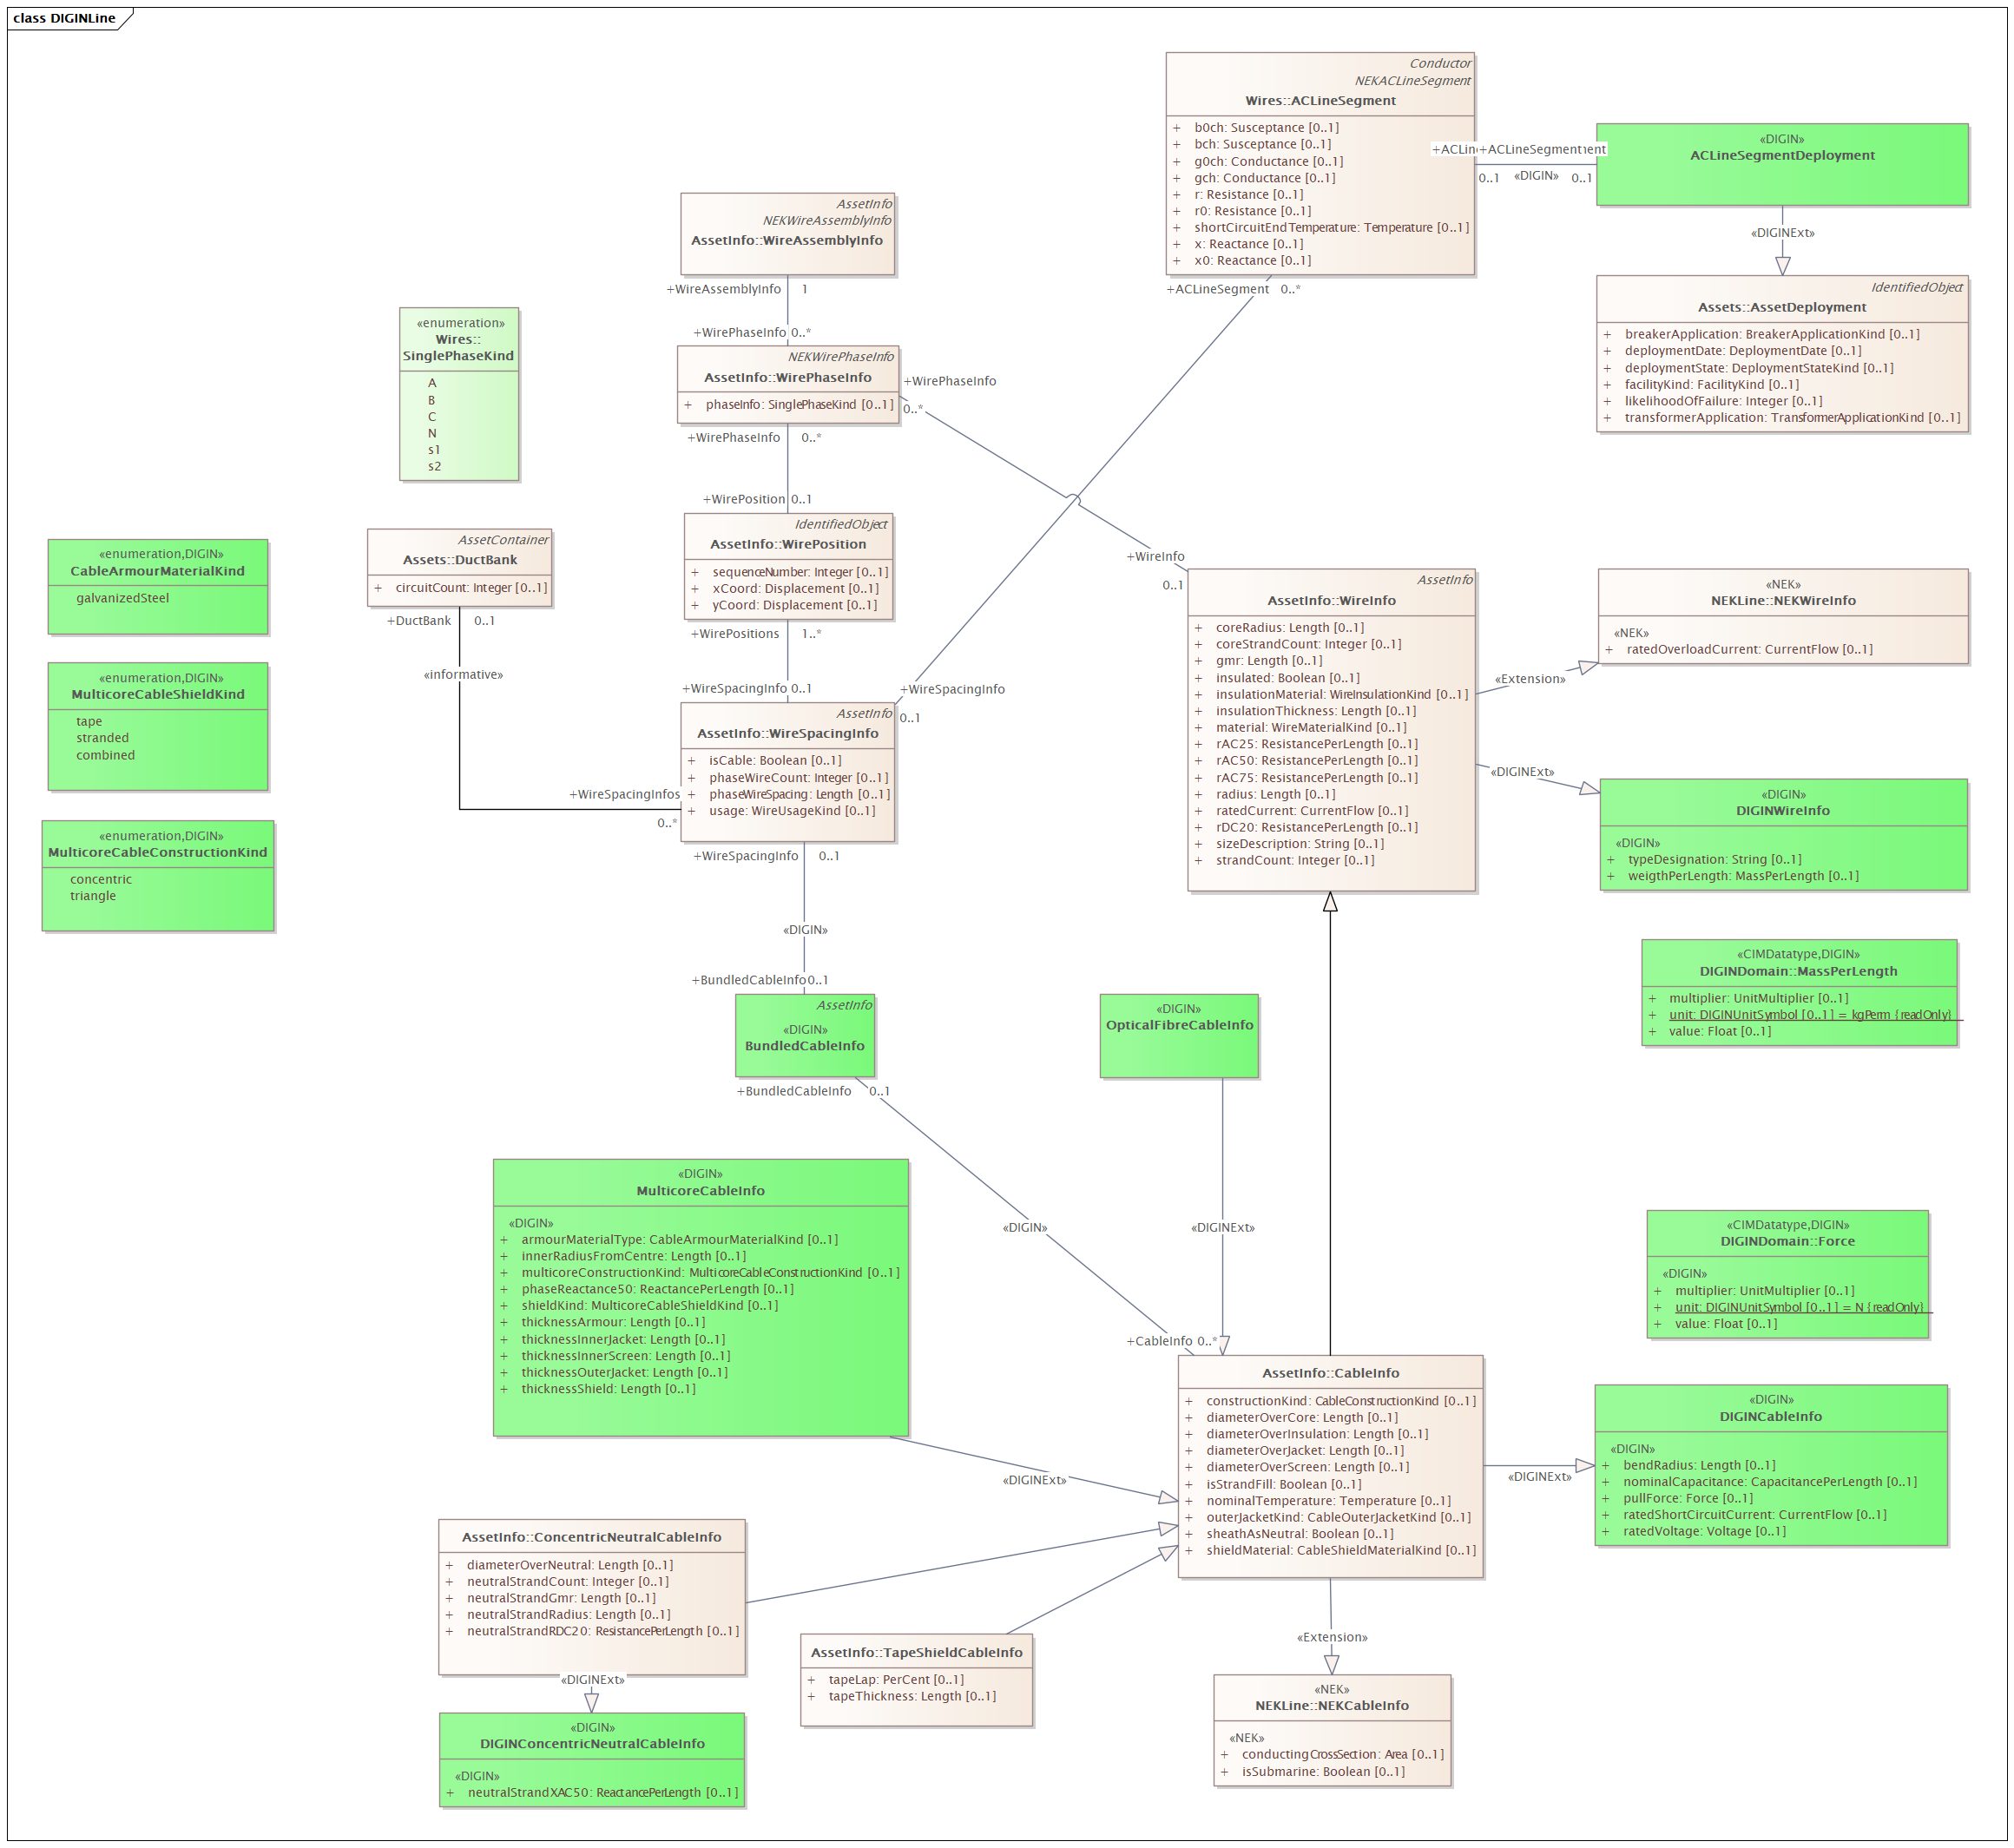 class DIGINLine
Conductor
NEKACLineSegment
Wires::ACLineSegment
+ b0ch: Susceptance [0..1]
+ bch: Susceptance [0..1]
+ g0ch: Conductance [0..1]
+ gch: Conductance [0..1]
+ r: Resistance [0..1]
+ r0: Resistance [0..1]
+ shortCircuitEndTemperature: Temperature [0..1]
+ x: Reactance [0..1]
+ x0: Reactance [0..1]
+ACLineSegment 0..*
+ACLin+ACLineSegment nent
0..1 «DIGIN» 0..1
«DIGIN»
ACLineSegmentDeployment
«DIGINExt»
IdentifiedObject
Assets::AssetDeployment
+ breakerApplication: BreakerApplicationKind [0..1]
+ deploymentDate: DeploymentDate [0..1]
+ deploymentState: DeploymentStateKind [0..1]
+ facilityKind: FacilityKind [0..1]
+ likelihoodOfFailure: Integer [0..1]
+ transformerApplication: TransformerApplicationKind [0..1]
AssetInfo
NEKWireAssemblyInfo
AssetInfo::WireAssemblyInfo
+WireAssemblyInfo 1
+WirePhaseInfo 0..*
NEKWirePhaseInfo
AssetInfo::WirePhaseInfo
+ phaseInfo: SinglePhaseKind [0..1]
+WirePhaseInfo
0..*
+WirePhaseInfo 0..*
+WirePosition 0..1
«enumeration»
Wires::
SinglePhaseKind
A
B
C
N
s1
s2
IdentifiedObject
AssetInfo::WirePosition
+ sequenceNumber: Integer [0..1]
+ xCoord: Displacement [0..1]
+ yCoord: Displacement [0..1]
+WirePositions 1..*
+WireSpacingInfo 0..1
+WireSpacingInfo
0..1
AssetContainer
Assets::DuctBank
+ circuitCount: Integer [0..1]
+DuctBank 0..1
«informative»
+WireSpacingInfos
0..*
«enumeration,DIGIN»
CableArmourMaterialKind
galvanizedSteel
«enumeration,DIGIN»
MulticoreCableShieldKind
tape
stranded
combined
«enumeration,DIGIN»
MulticoreCableConstructionKind
concentric
triangle
AssetInfo
AssetInfo::WireSpacingInfo
+ isCable: Boolean [0..1]
+ phaseWireCount: Integer [0..1]
+ phaseWireSpacing: Length [0..1]
+ usage: WireUsageKind [0..1]
+WireSpacingInfo 0..1
«DIGIN»
+BundledCableInfo 0..1
+WireInfo
0..1
AssetInfo
AssetInfo::WireInfo
+ coreRadius: Length [0..1]
+ coreStrandCount: Integer [0..1]
+ gmr: Length [0..1]
+ insulated: Boolean [0..1]
+ insulationMaterial: WireInsulationKind [0..1]
+ insulationThickness: Length [0..1]
+ material: WireMaterialKind [0..1]
+ rAC25: ResistancePerLength [0..1]
+ rAC50: ResistancePerLength [0..1]
+ rAC75: ResistancePerLength [0..1]
+ radius: Length [0..1]
+ ratedCurrent: CurrentFlow [0..1]
+ rDC20: ResistancePerLength [0..1]
+ sizeDescription: String [0..1]
+ strandCount: Integer [0..1]
«Extension»
«NEK»
NEKLine::NEKWireInfo
«NEK»
+ ratedOverloadCurrent: CurrentFlow [0..1]
«DIGINExt»
«DIGIN»
DIGINWireInfo
«DIGIN»
+ typeDesignation: String [0..1]
+ weigthPerLength: MassPerLength [0..1]
«CIMDatatype,DIGIN»
DIGINDomain::MassPerLength
+ multiplier: UnitMultiplier [0..1]
+ unit: DIGINUnitSymbol [0..1] = kgPerm {readOnly}
+ value: Float [0..1]
AssetInfo
«DIGIN»
BundledCableInfo
+BundledCableInfo 0..1
«DIGIN»
+CableInfo 0..*
«DIGIN»
OpticalFibreCableInfo
«DIGINExt»
«DIGIN»
MulticoreCableInfo
«DIGIN»
+ armourMaterialType: CableArmourMaterialKind [0..1]
+ innerRadiusFromCentre: Length [0..1]
+ multicoreConstructionKind: MulticoreCableConstructionKind [0..1]
+ phaseReactance50: ReactancePerLength [0..1]
+ shieldKind: MulticoreCableShieldKind [0..1]
+ thicknessArmour: Length [0..1]
+ thicknessInnerJacket: Length [0..1]
+ thicknessInnerScreen: Length [0..1]
+ thicknessOuterJacket: Length [0..1]
+ thicknessShield: Length [0..1]
«DIGINExt»
«CIMDatatype,DIGIN»
DIGINDomain::Force
«DIGIN»
+ multiplier: UnitMultiplier [0..1]
+ unit: DIGINUnitSymbol [0..1] = N {readOnly}
+ value: Float [0..1]
AssetInfo::CableInfo
+ constructionKind: CableConstructionKind [0..1]
+ diameterOverCore: Length [0..1]
+ diameterOverInsulation: Length [0..1]
+ diameterOverJacket: Length [0..1]
+ diameterOverScreen: Length [0..1]
+ isStrandFill: Boolean [0..1]
+ nominalTemperature: Temperature [0..1]
+ outerJacketKind: CableOuterJacketKind [0..1]
+ sheathAsNeutral: Boolean [0..1]
+ shieldMaterial: CableShieldMaterialKind [0..1]
«DIGINExt»
«DIGIN»
DIGINCableInfo
«DIGIN»
+ bendRadius: Length [0..1]
+ nominalCapacitance: CapacitancePerLength [0..1]
+ pullForce: Force [0..1]
+ ratedShortCircuitCurrent: CurrentFlow [0..1]
+ ratedVoltage: Voltage [0..1]
AssetInfo::ConcentricNeutralCableInfo
+ diameterOverNeutral: Length [0..1]
+ neutralStrandCount: Integer [0..1]
+ neutralStrandGmr: Length [0..1]
+ neutralStrandRadius: Length [0..1]
+ neutralStrandRDC20: ResistancePerLength [0..1]
«DIGINExt»
«DIGIN»
DIGINConcentricNeutralCableInfo
«DIGIN»
+ neutralStrandXAC50: ReactancePerLength [0..1]
AssetInfo::TapeShieldCableInfo
+ tapeLap: PerCent [0..1]
+ tapeThickness: Length [0..1]
«Extension»
«NEK»
NEKLine::NEKCableInfo
«NEK»
+ conductingCrossSection: Area [0..1]
+ isSubmarine: Boolean [0..1]